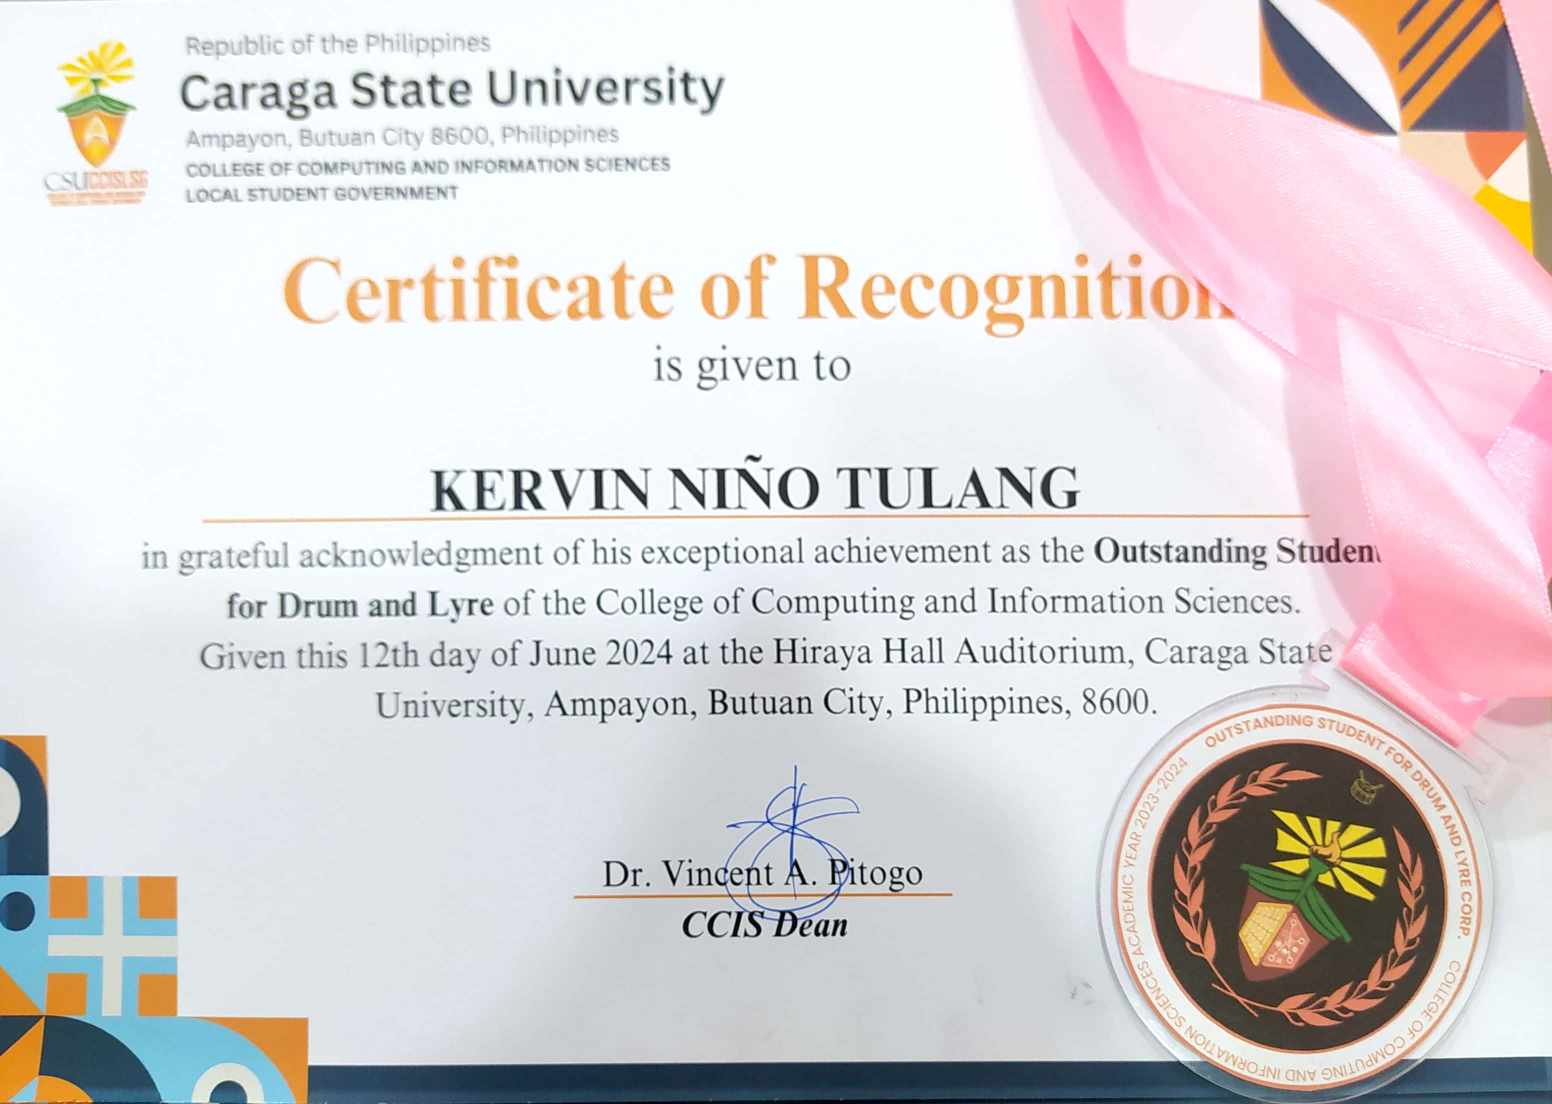 Republic of the Philippines
Caraga State University
Ampayon, Butuan City 8600, Philippines
COLLEGE OF COMPUTING AND INFORMATION SCIENCES
LOCAL STUDENT GOVERNMENT
CSUCCISLSG
Certificate of Recognition
is given to
KERVIN NIÑO TULANG
in grateful acknowledgment of his exceptional achievement as the Outstanding Student
for Drum and Lyre of the College of Computing and Information Sciences.
Given this 12th day of June 2024 at the Hiraya Hall Auditorium, Caraga State
University, Ampayon, Butuan City, Philippines, 8600.
Dr. Vincent A. Pitogo
CCIS Dean
OUTSTANDING STUDENT FOR DRUM AND LYRE CORP.
COLLEGE OF COMPUTING AND INFORMATION SCIENCES ACADEMIC YEAR 2023-2024